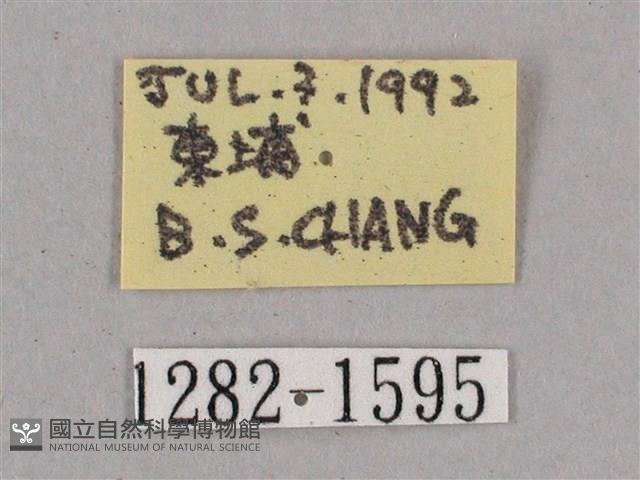 JUL.3.1992
東埔
B.S.CHANG
1282-1595
國立自然科學博物館
NATIONAL MUSEUM OF NATURAL SCIENCE